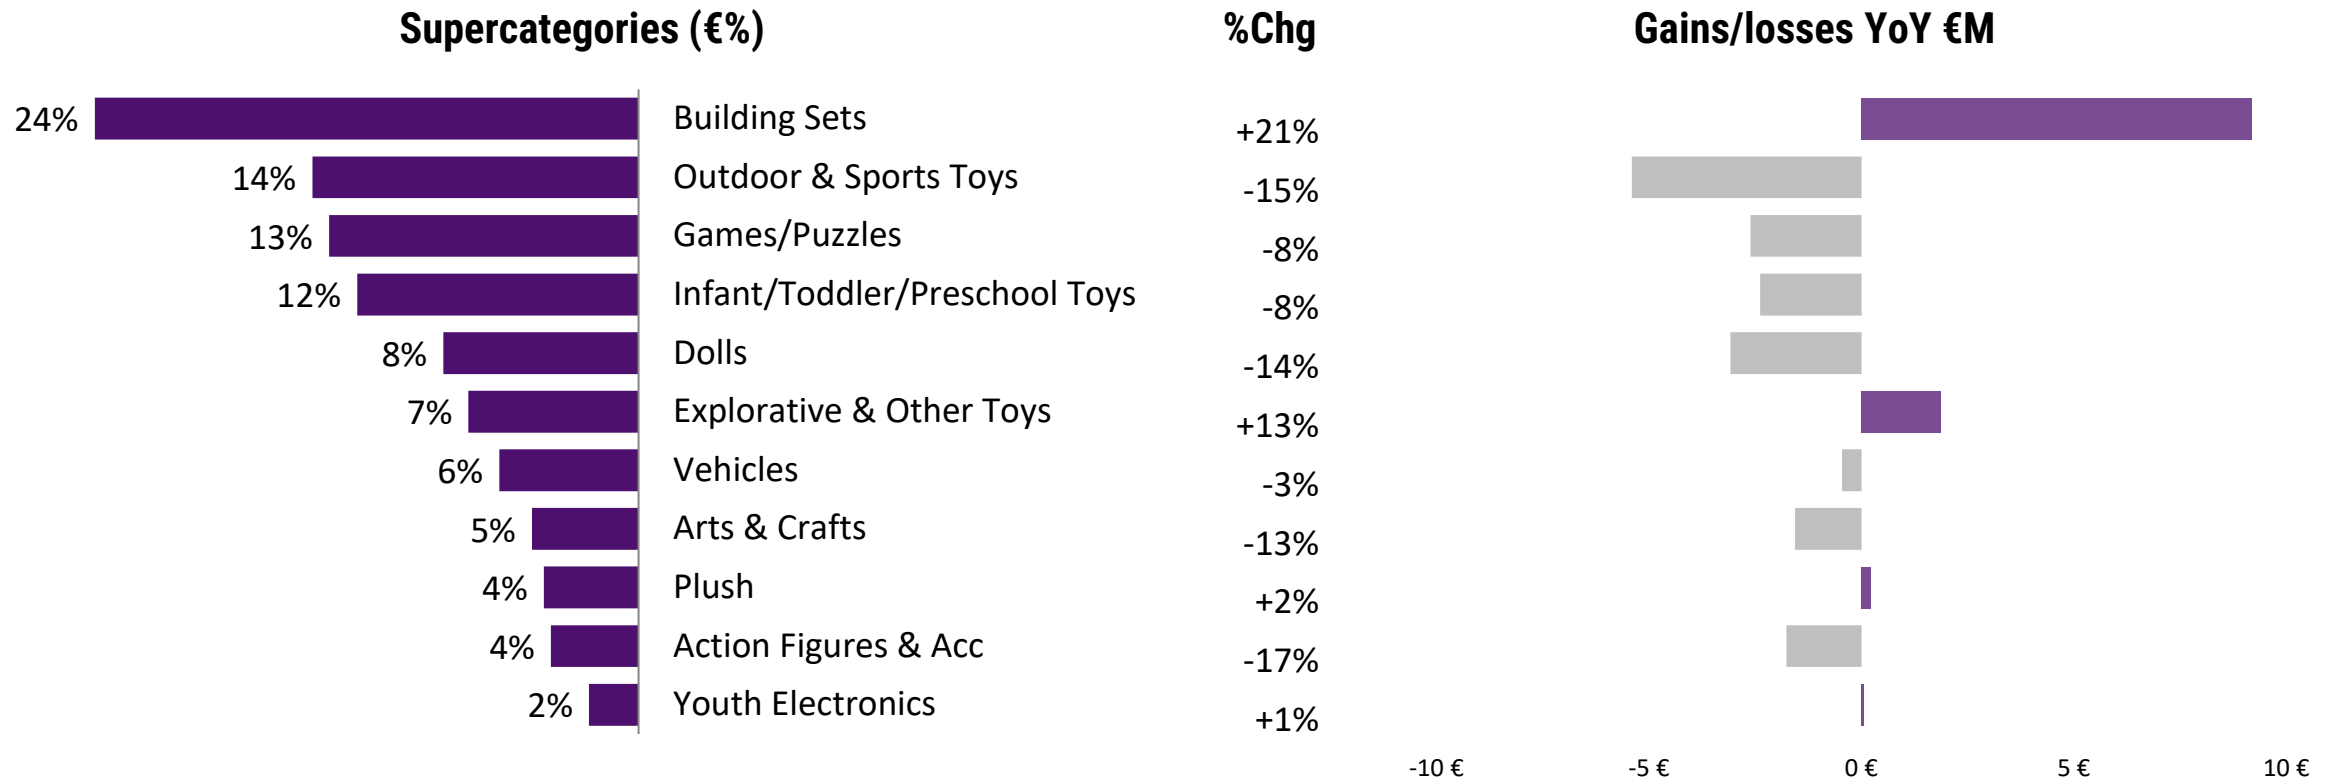 Supercategories (€%) %Chg Gains/losses YoY €M
24% Building Sets +21%
14% Outdoor & Sports Toys -15%
13% Games/Puzzles -8%
12% Infant/Toddler/Preschool Toys -8%
8% Dolls -14%
7% Explorative & Other Toys +13%
6% Vehicles -3%
5% Arts & Crafts -13%
4% Plush +2%
4% Action Figures & Acc -17%
2% Youth Electronics +1%
-10 € -5 € 0 € 5 € 10 €